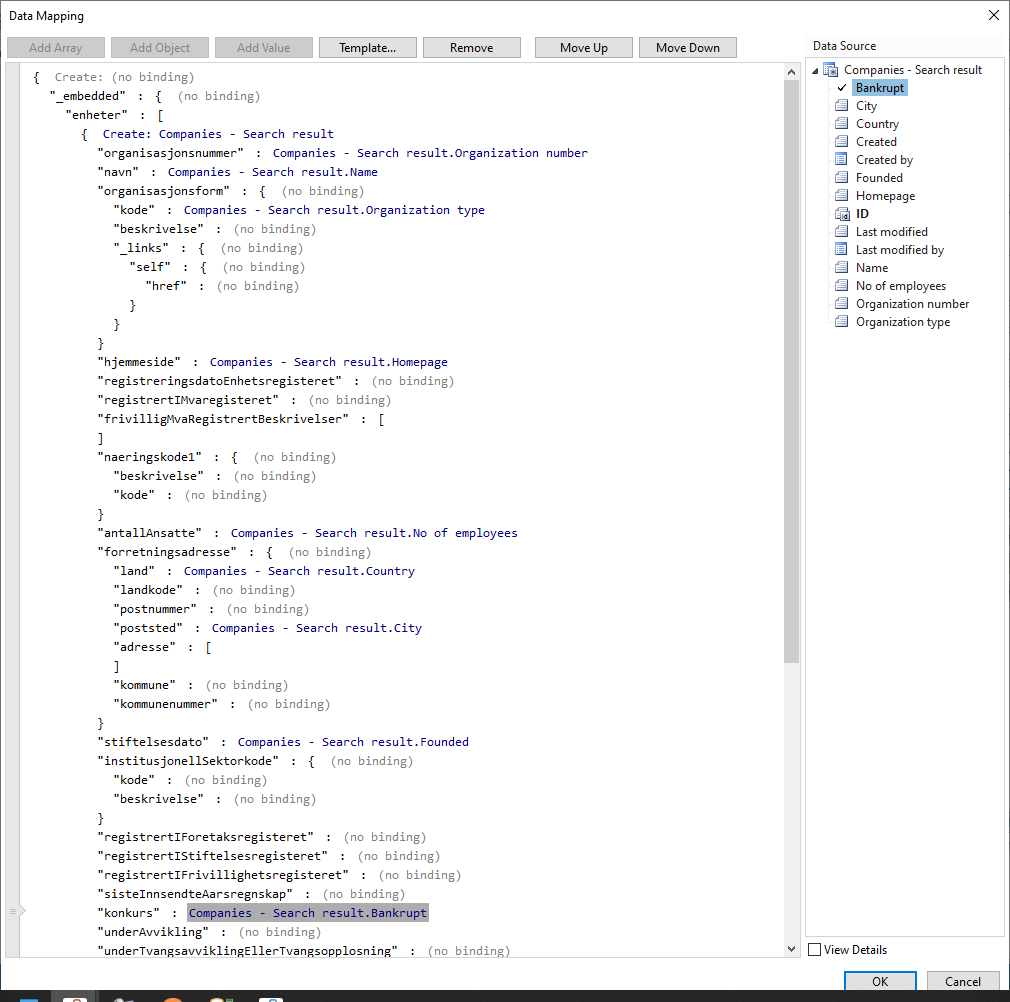 Data Mapping
Add Array Add Object Add Value Template... Remove Move Up Move Down
{ Create: (no binding)
"_embedded" : { (no binding)
"enheter" : [
{ Create: Companies - Search result
"organisasjonsnummer" : Companies - Search result.Organization number
"navn" : Companies - Search result.Name
"organisasjonsform" : { (no binding)
"kode" : Companies - Search result.Organization type
"beskrivelse" : (no binding)
"_links" : { (no binding)
"self" : { (no binding)
"href" : (no binding)
}
}
}
"hjemmeside" : Companies - Search result.Homepage
"registreringsdatoEnhetsregisteret" : (no binding)
"registrertIMvaregisteret" : (no binding)
"frivilligMvaRegistrertBeskrivelser" : [
]
"naeringskode1" : { (no binding)
"beskrivelse" : (no binding)
"kode" : (no binding)
}
"antallAnsatte" : Companies - Search result.No of employees
"forretningsadresse" : { (no binding)
"land" : Companies - Search result.Country
"landkode" : (no binding)
"postnummer" : (no binding)
"poststed" : Companies - Search result.City
"adresse" : [
]
"kommune" : (no binding)
"kommunenummer" : (no binding)
}
"stiftelsesdato" : Companies - Search result.Founded
"institusjonellSektorkode" : { (no binding)
"kode" : (no binding)
"beskrivelse" : (no binding)
}
"registrertIForetaksregisteret" : (no binding)
"registrertIStiftelsesregisteret" : (no binding)
"registrertIFrivillighetsregisteret" : (no binding)
"sisteInnsendteAarsregnskap" : (no binding)
"konkurs" : Companies - Search result.Bankrupt
"underAvvikling" : (no binding)
"underTvangsavviklingEllerTvangsopplosning" : (no binding)
Data Source
Companies - Search result
Bankrupt
City
Country
Created
Created by
Founded
Homepage
ID
Last modified
Last modified by
Name
No of employees
Organization number
Organization type
View Details
OK Cancel